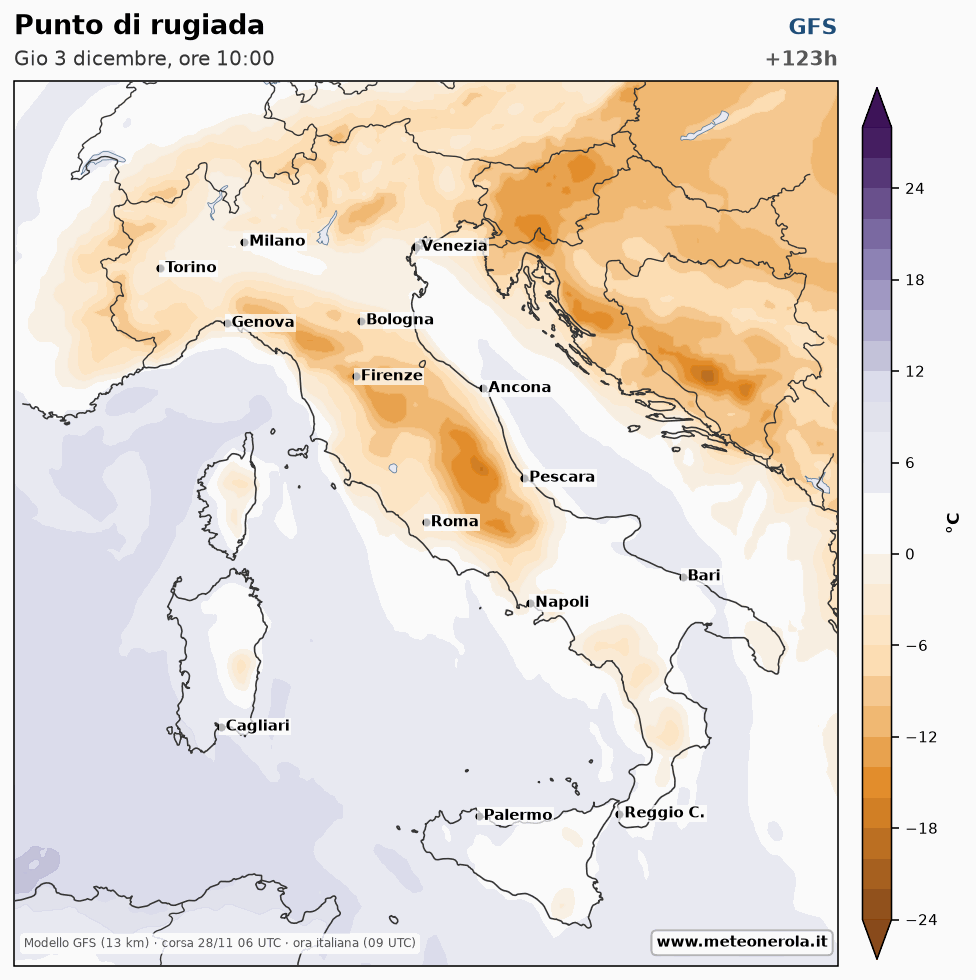 Punto di rugiada
GFS
Gio 3 dicembre, ore 10:00
+123h
Milano
Venezia
Torino
Genova
Bologna
Firenze
Ancona
Pescara
Roma
Bari
Napoli
Cagliari
Palermo
Reggio C.
24
18
12
6
0
−6
−12
−18
−24
°C
Modello GFS (13 km) · corsa 28/11 06 UTC · ora italiana (09 UTC)
www.meteonerola.it